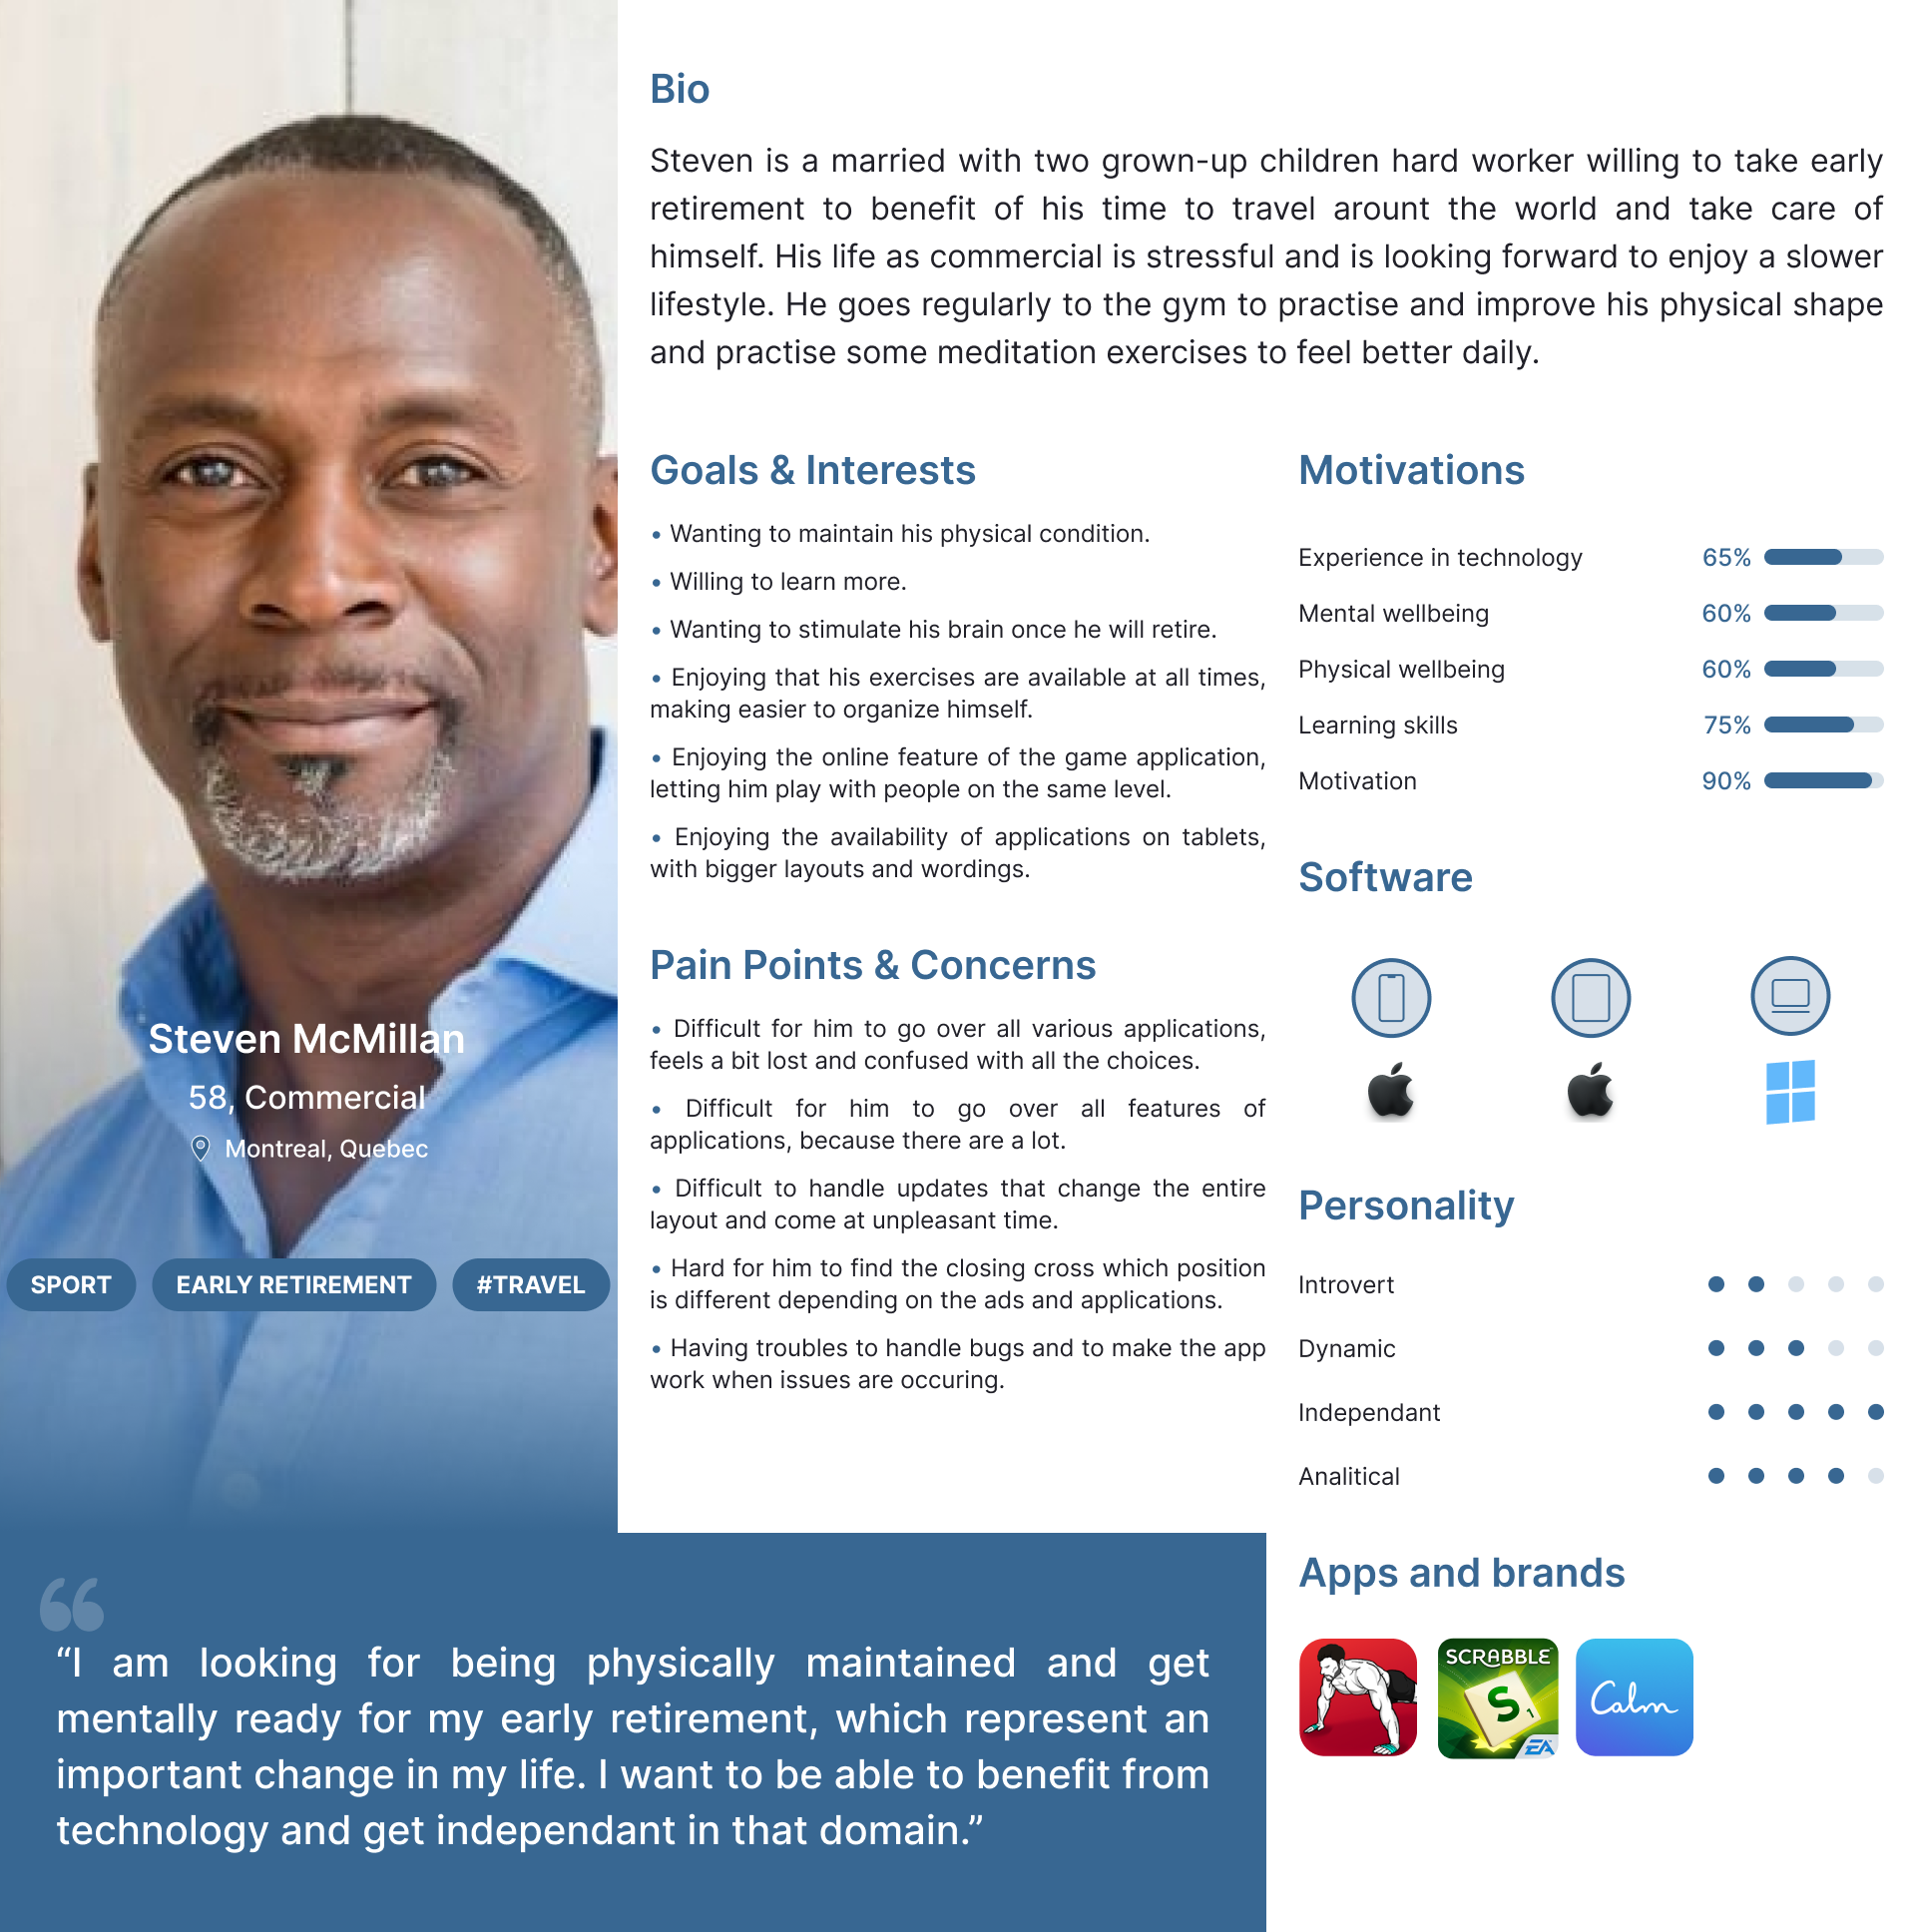 Bio
Steven is a married with two grown-up children hard worker willing to take early
retirement to benefit of his time to travel arount the world and take care of
himself. His life as commercial is stressful and is looking forward to enjoy a slower
lifestyle. He goes regularly to the gym to practise and improve his physical shape
and practise some meditation exercises to feel better daily.
Steven McMillan
58, Commercial
Montreal, Quebec
SPORT
EARLY RETIREMENT
#TRAVEL
Goals & Interests
• Wanting to maintain his physical condition.
• Willing to learn more.
• Wanting to stimulate his brain once he will retire.
• Enjoying that his exercises are available at all times,
making easier to organize himself.
• Enjoying the online feature of the game application,
letting him play with people on the same level.
• Enjoying the availability of applications on tablets,
with bigger layouts and wordings.
Pain Points & Concerns
• Difficult for him to go over all various applications,
feels a bit lost and confused with all the choices.
• Difficult for him to go over all features of
applications, because there are a lot.
• Difficult to handle updates that change the entire
layout and come at unpleasant time.
• Hard for him to find the closing cross which position
is different depending on the ads and applications.
• Having troubles to handle bugs and to make the app
work when issues are occuring.
Motivations
Experience in technology 65%
Mental wellbeing 60%
Physical wellbeing 60%
Learning skills 75%
Motivation 90%
Software
Personality
Introvert
Dynamic
Independant
Analitical
Apps and brands
SCRABBLE
S
1
EA
Calm
“
“I am looking for being physically maintained and get
mentally ready for my early retirement, which represent an
important change in my life. I want to be able to benefit from
technology and get independant in that domain.”